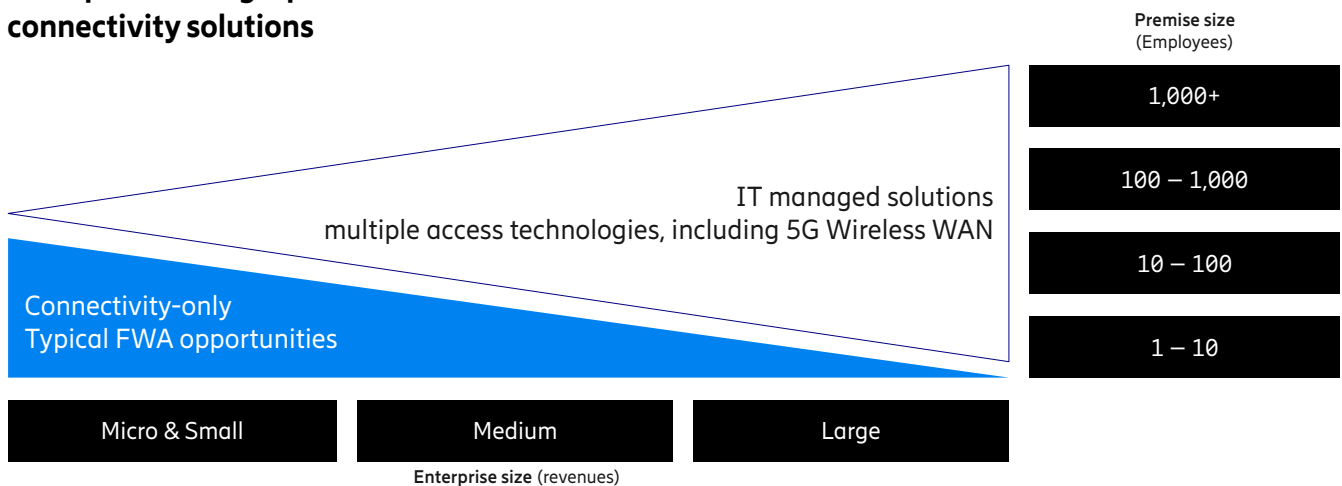 connectivity solutions
Premise size
(Employees)
1,000+
100 – 1,000
10 – 100
1 – 10
IT managed solutions
multiple access technologies, including 5G Wireless WAN
Connectivity-only
Typical FWA opportunities
Micro & Small
Medium
Large
Enterprise size (revenues)